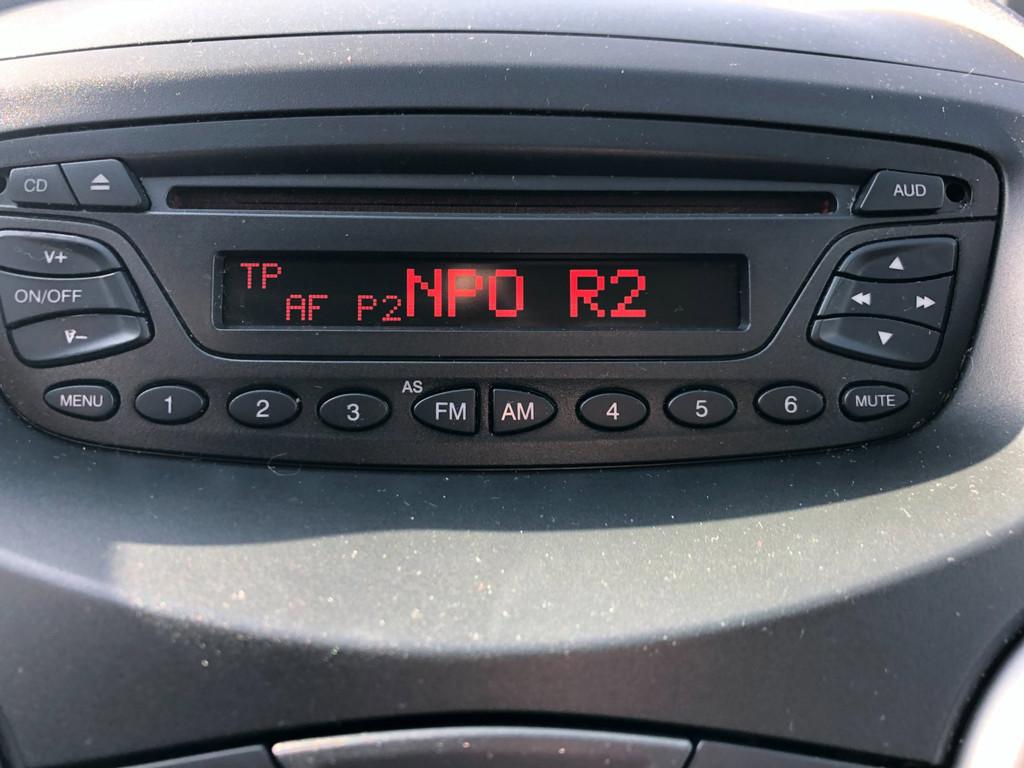 CD
AUD
V+
ON/OFF
V–
TP
AF P2
NPO R2
MENU
1
2
3
AS
FM
AM
4
5
6
MUTE